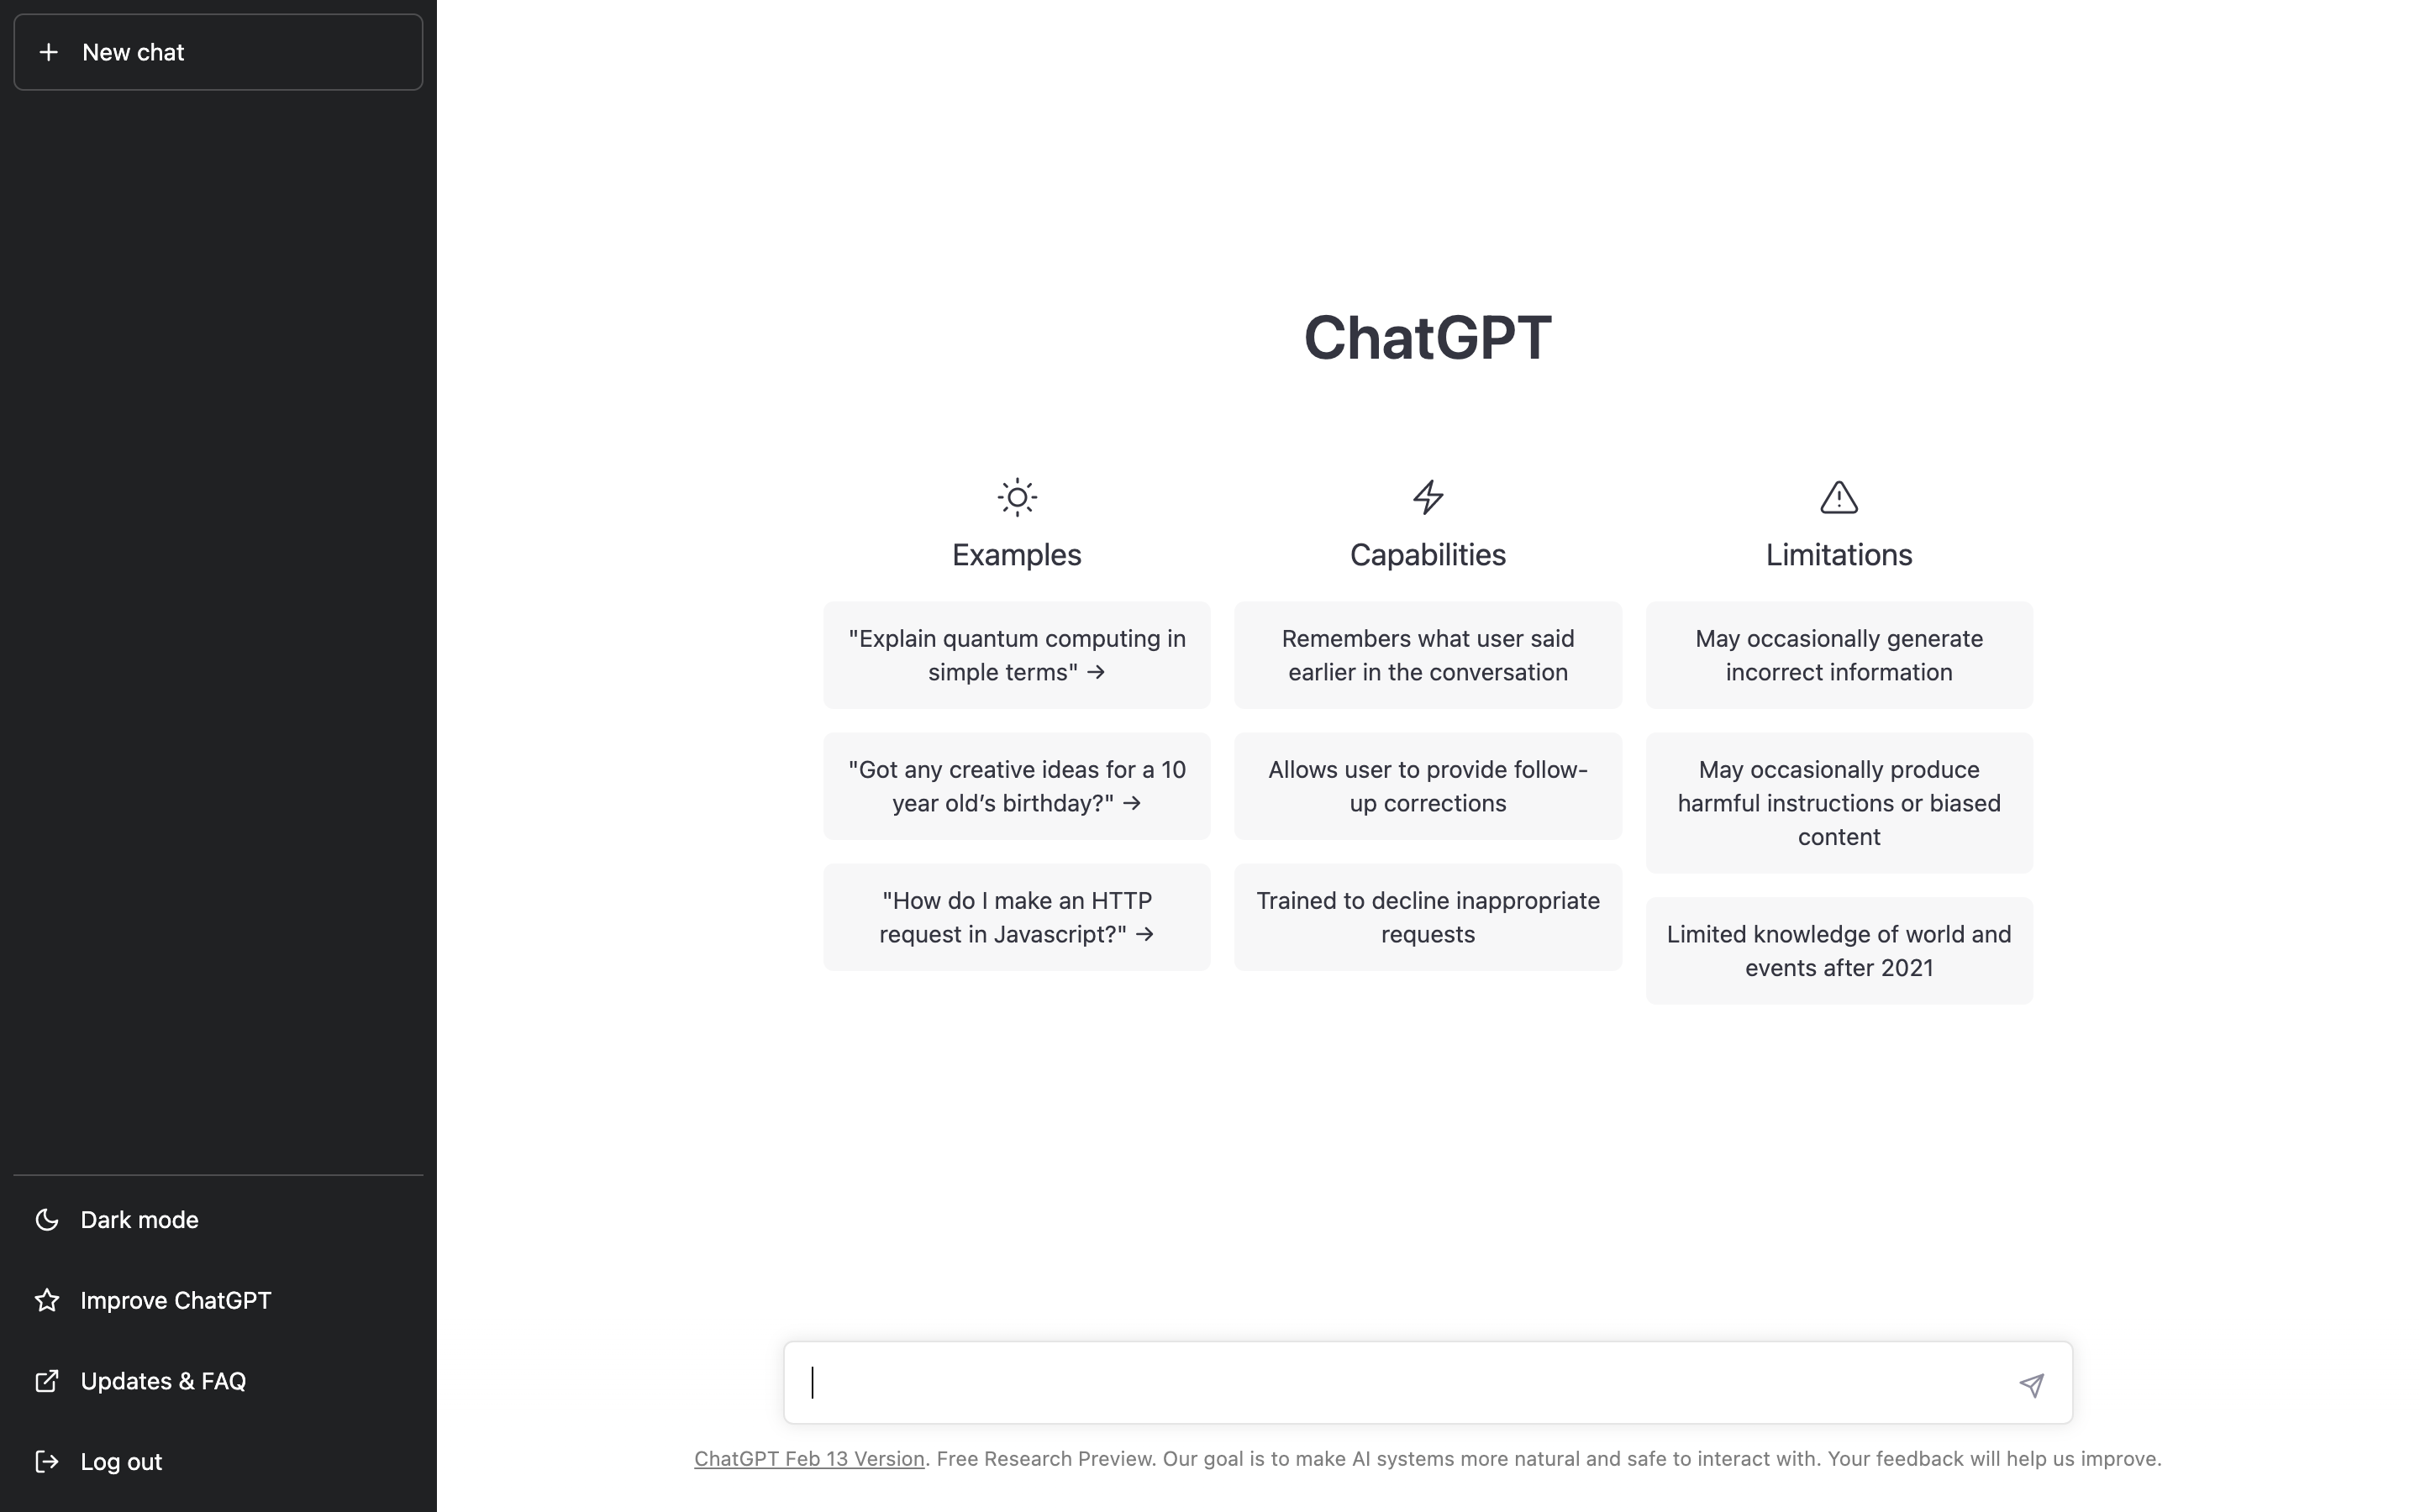 New chat
Dark mode
Improve ChatGPT
Updates & FAQ
Log out
ChatGPT
Examples
"Explain quantum computing in
simple terms" →
"Got any creative ideas for a 10
year old’s birthday?" →
"How do I make an HTTP
request in Javascript?" →
Capabilities
Remembers what user said
earlier in the conversation
Allows user to provide follow-
up corrections
Trained to decline inappropriate
requests
Limitations
May occasionally generate
incorrect information
May occasionally produce
harmful instructions or biased
content
Limited knowledge of world and
events after 2021
ChatGPT Feb 13 Version. Free Research Preview. Our goal is to make AI systems more natural and safe to interact with. Your feedback will help us improve.